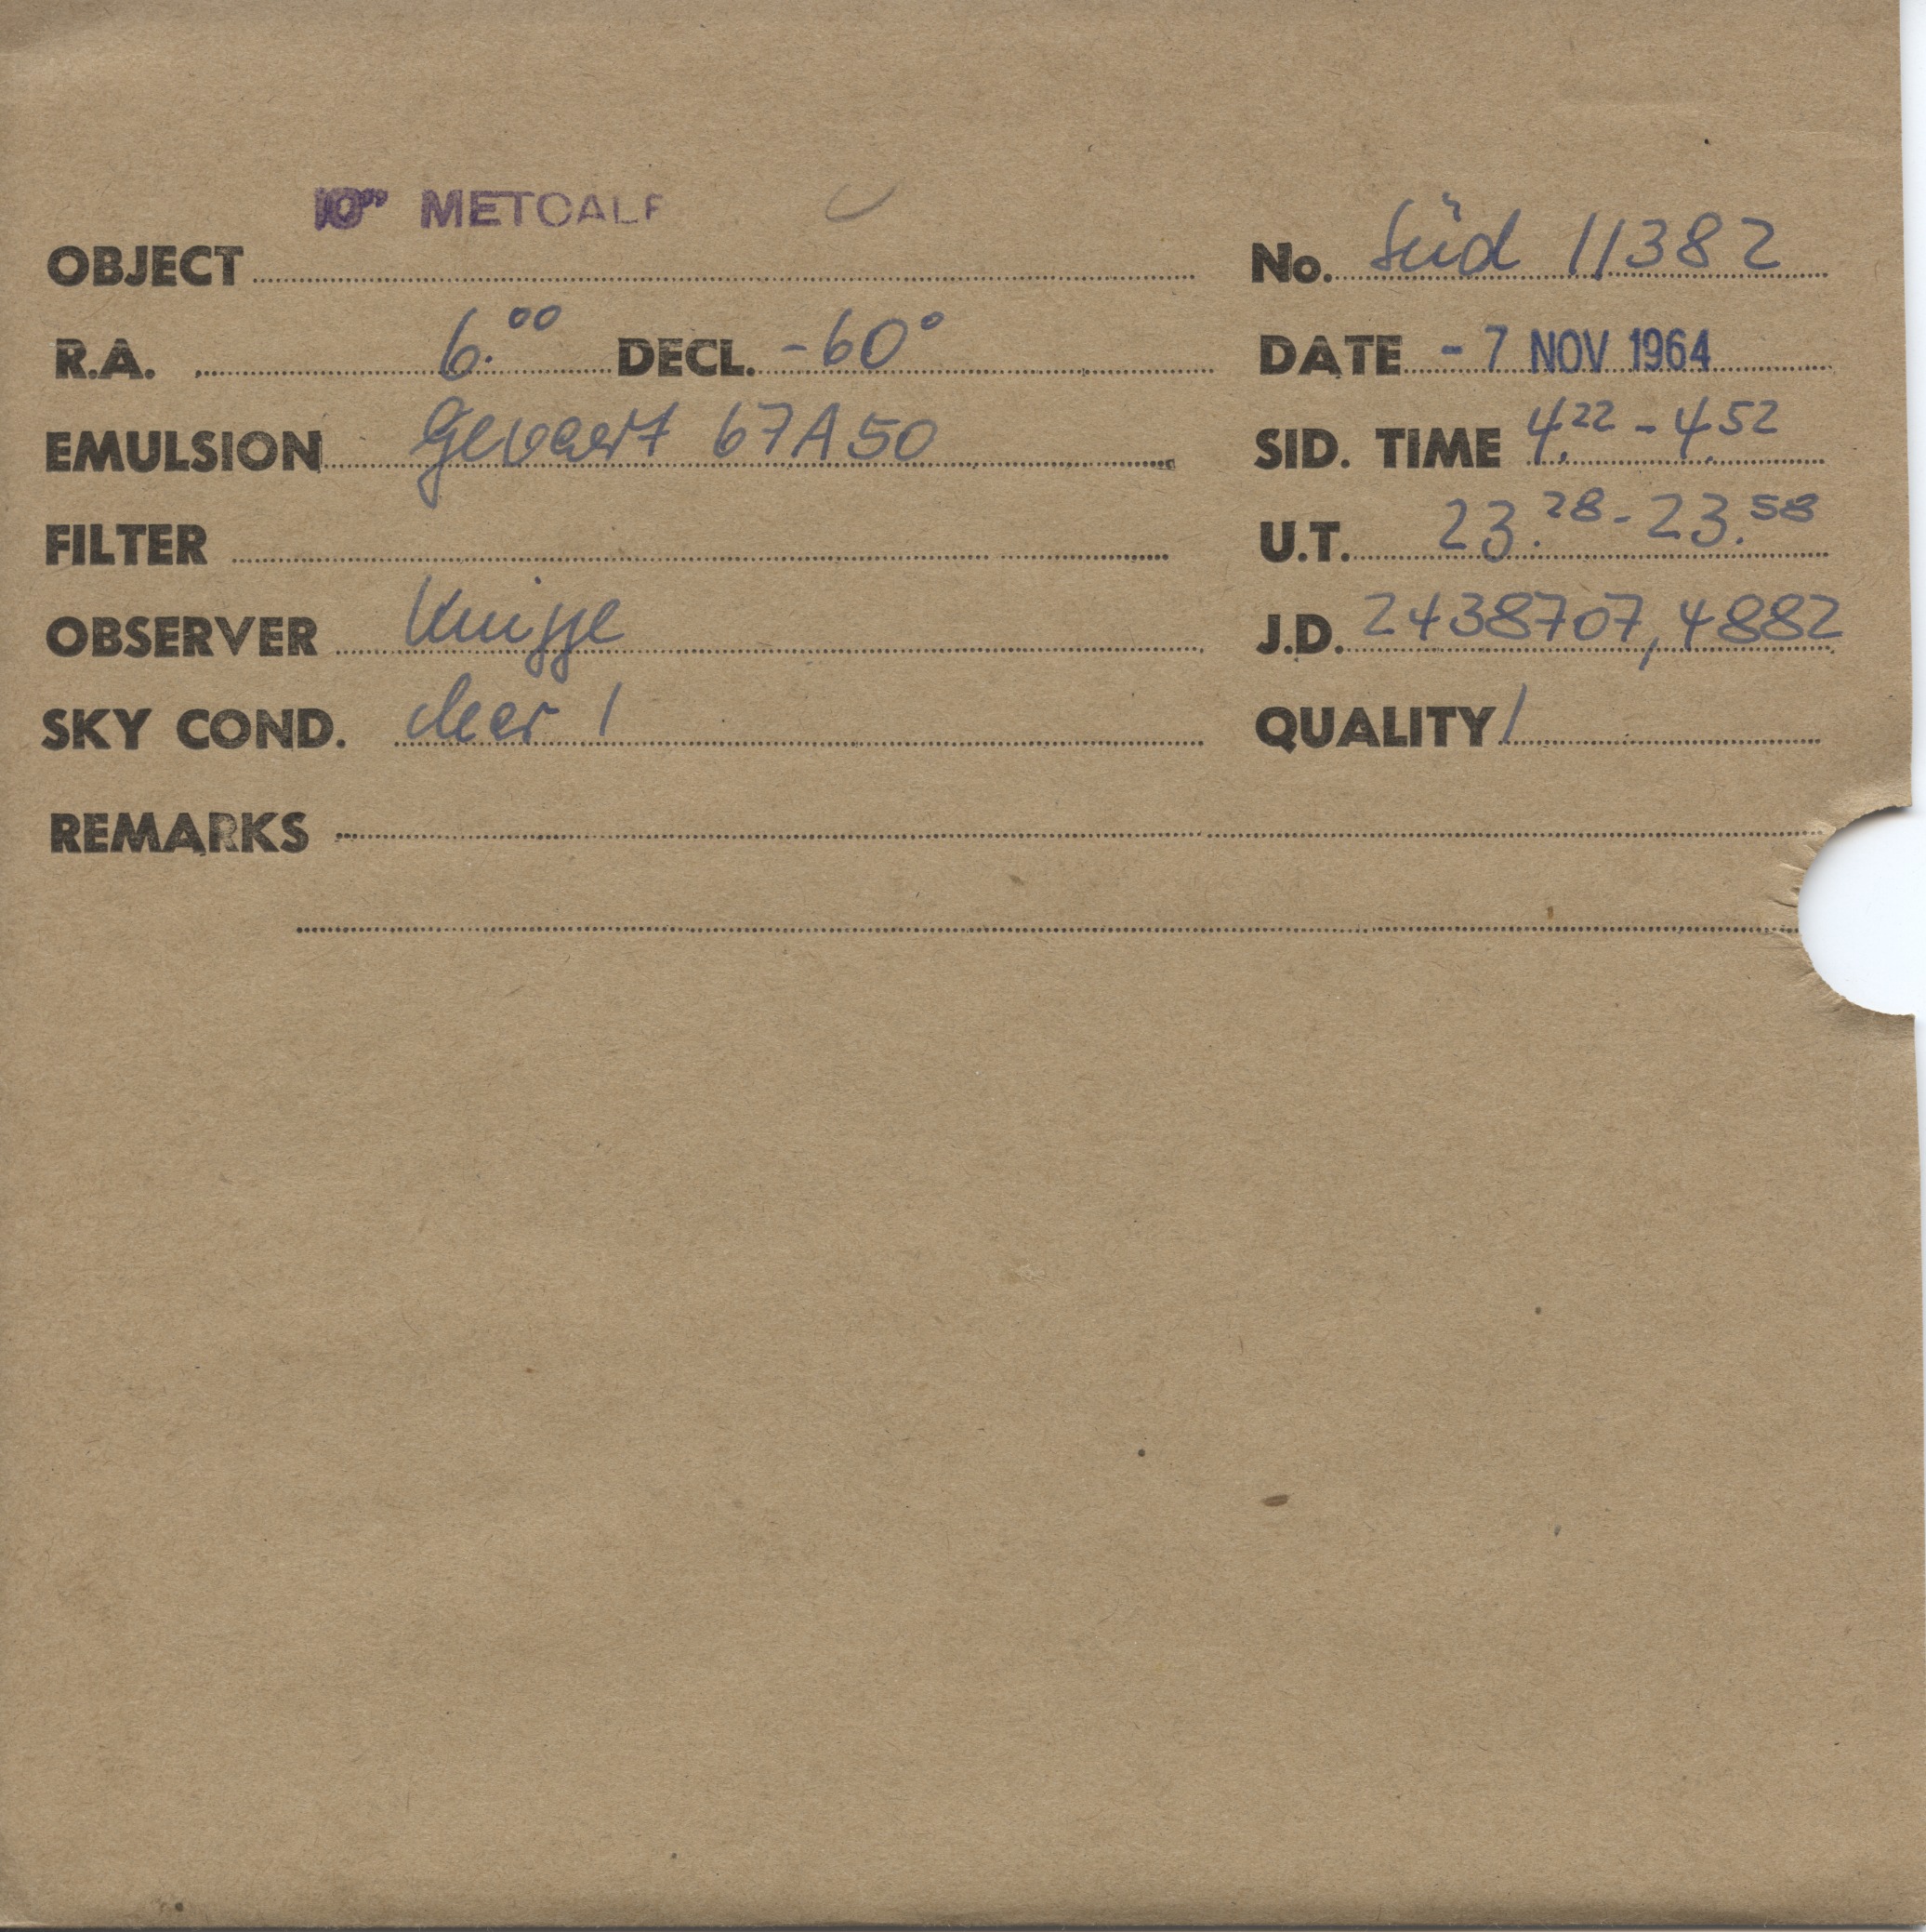 10" METCALF
OBJECT No. Süd 11382
R.A. 6.⁰⁰ DECL. -60° DATE - 7 NOV 1964
EMULSION Gevaert 67A50 SID. TIME 4.²² - 4.⁵²
FILTER U.T. 23.²⁸ - 23.⁵⁸
OBSERVER Knigge J.D. 2438707,4882
SKY COND. clear 1 QUALITY 1
REMARKS